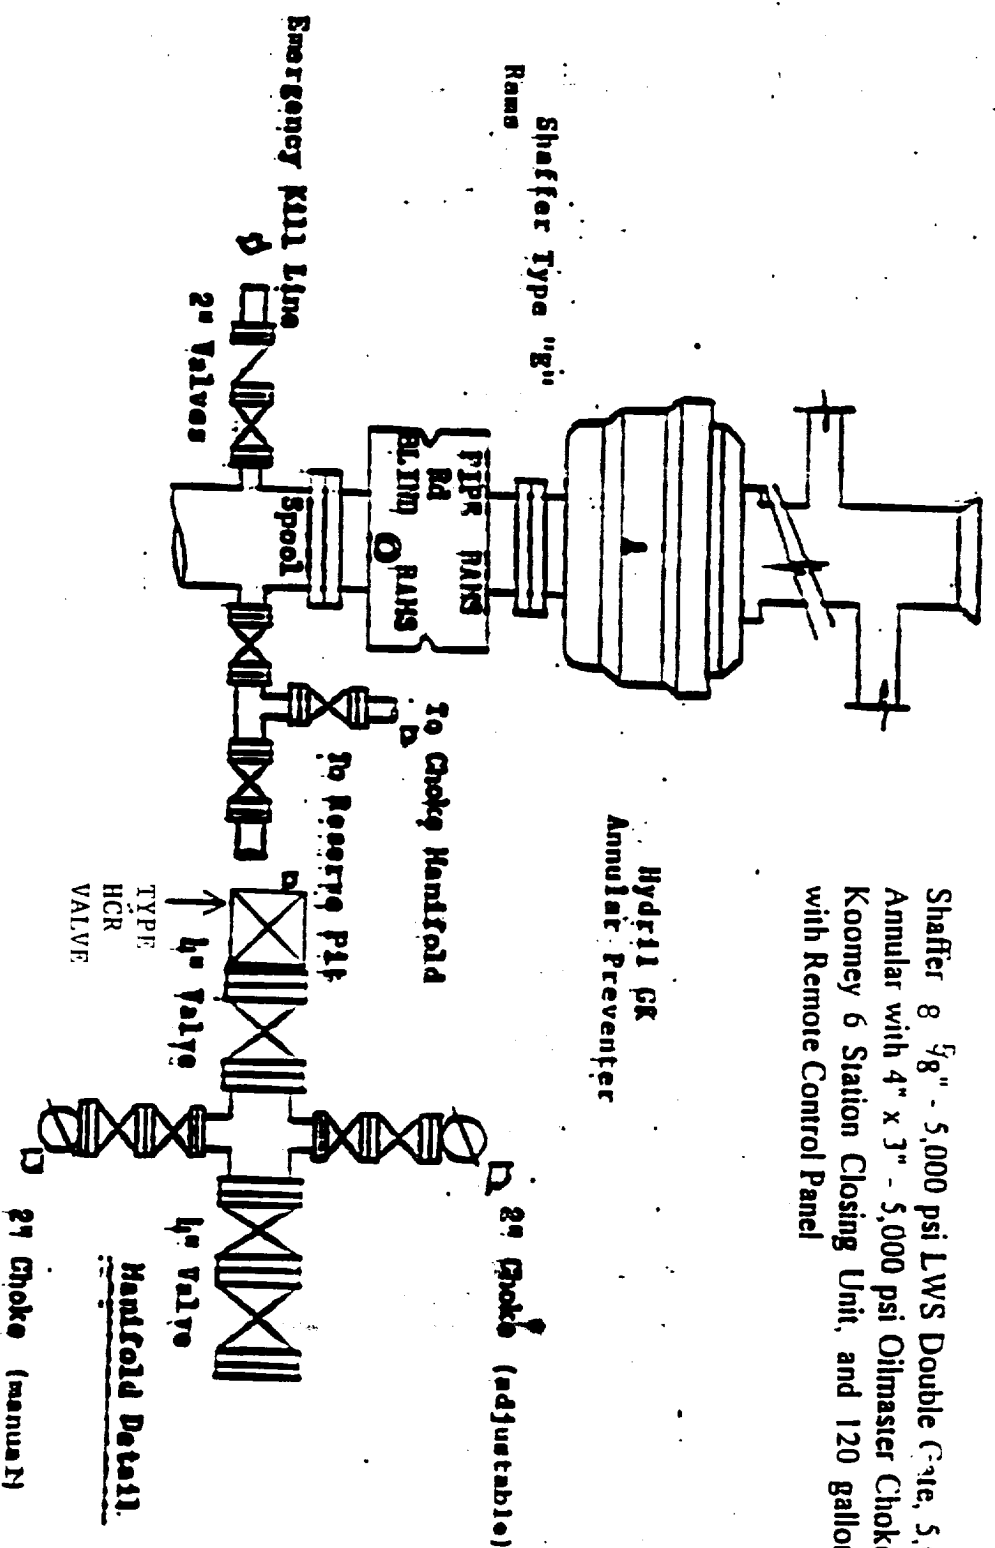 Shaffer 8 5/8" - 5,000 psi LWS Double Gate, 5,
Annular with 4" x 3" - 5,000 psi Oilmaster Choke
Koomey 6 Station Closing Unit, and 120 gallon
with Remote Control Panel
Hydril GK
Annular Preventer
Shaffer Type "B"
Rams
PIPE RAMS
Bd
BLIND RAMS
Spool
Emergency Kill Line
2" Valves
To Choke Manifold
To Reserve Pit
TYPE
HCR
VALVE
4" Valve
4" Valve
2" Choke (adjustable)
2" Choke (manual)
Manifold Detail